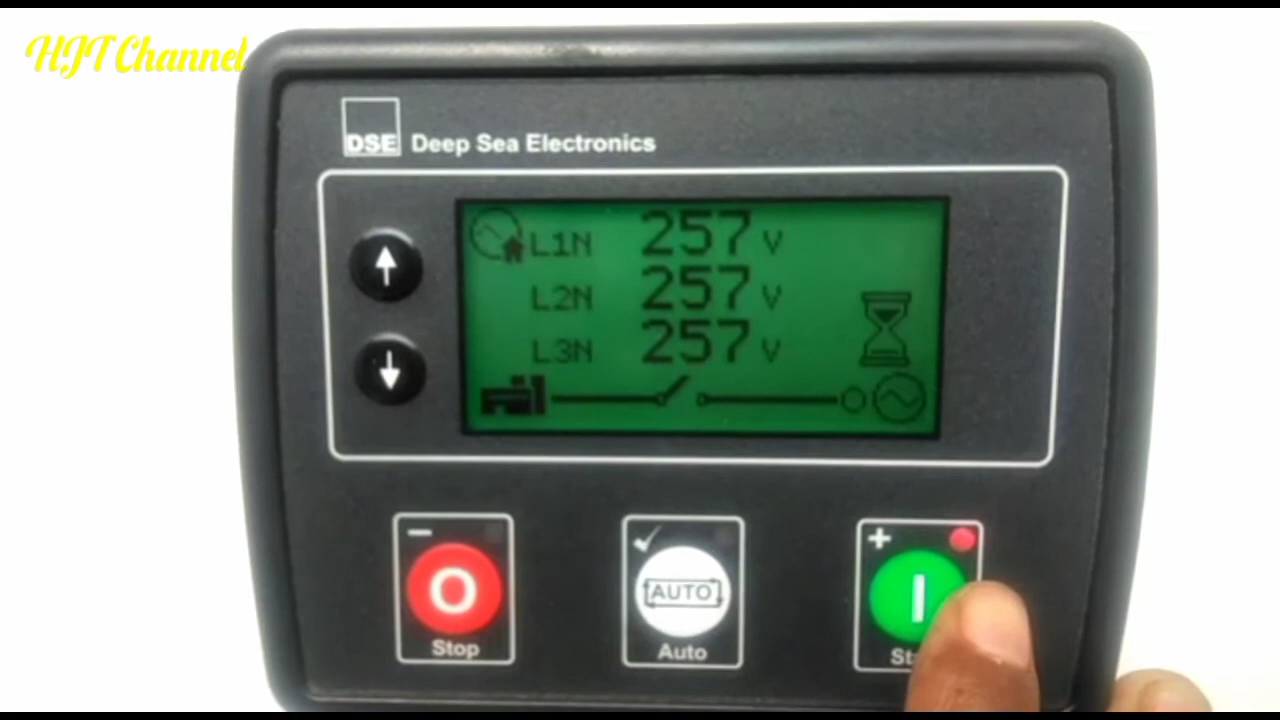 HJT Channel
DSE Deep Sea Electronics
L1N 257 V
L2N 257 V
L3N 257 V
AUTO
Stop
Auto